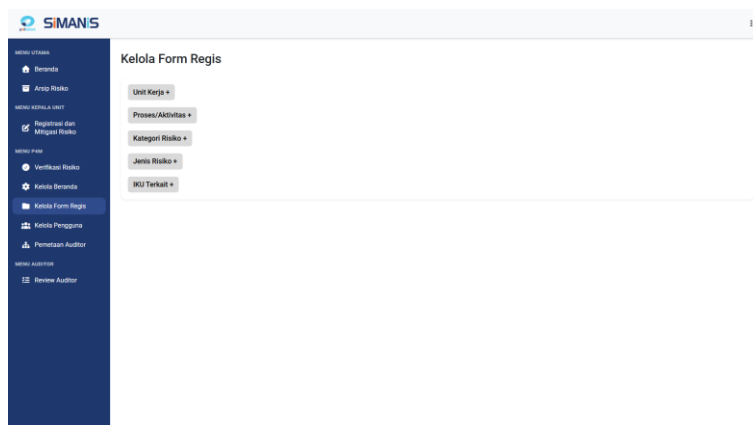 SiMANiS
MENU UTAMA
Beranda
Arsip Risiko
MENU KEPALA UNIT
Registrasi dan
Mitigasi Risiko
MENU P4M
Verifikasi Risiko
Kelola Beranda
Kelola Form Regis
Kelola Pengguna
Pemetaan Auditor
MENU AUDITOR
Review Auditor
Kelola Form Regis
Unit Kerja +
Proses/Aktivitas +
Kategori Risiko +
Jenis Risiko +
IKU Terkait +